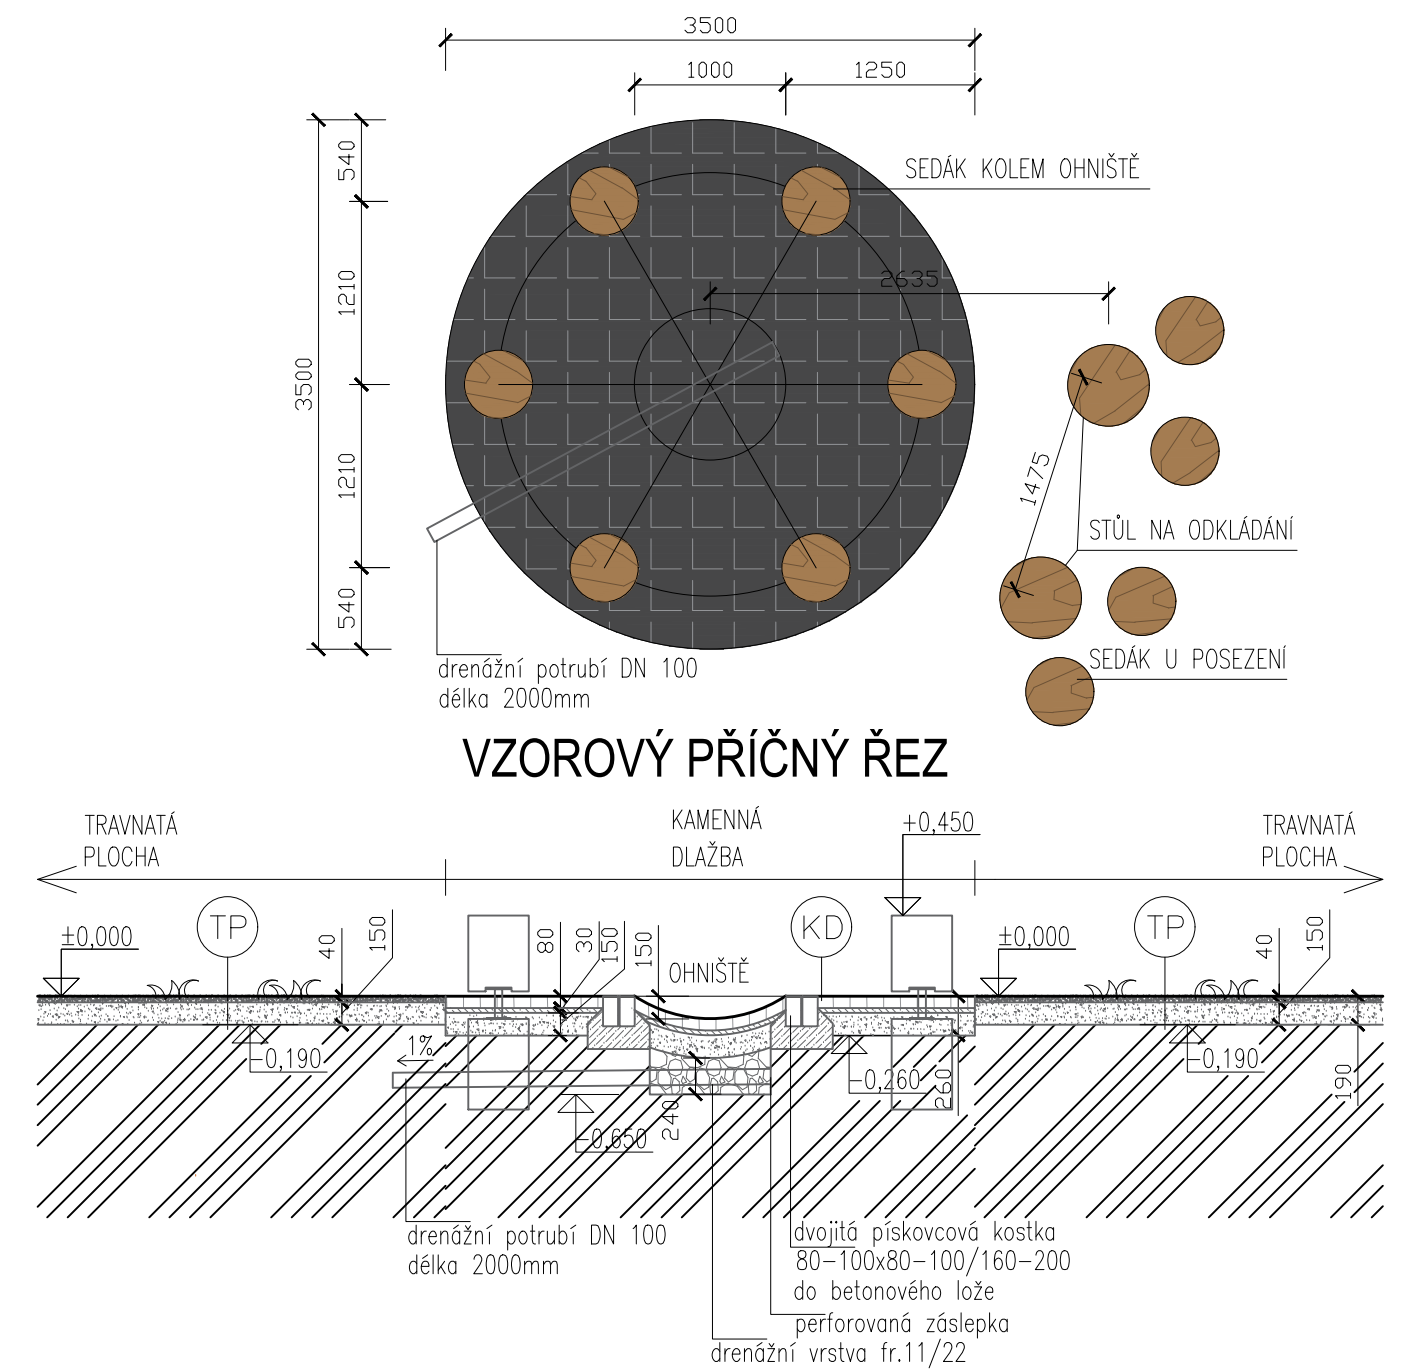 3500
1000
1250
540
SEDÁK KOLEM OHNIŠTĚ
1210
2635
3500
1210
1475
STŮL NA ODKLÁDÁNÍ
540
SEDÁK U POSEZENÍ
drenážní potrubí DN 100
délka 2000mm
VZOROVÝ PŘÍČNÝ ŘEZ
TRAVNATÁ
PLOCHA
KAMENNÁ
DLAŽBA
+0,450
TRAVNATÁ
PLOCHA
TP
KD
TP
±0,000
40
150
80
30
150
150
OHNIŠTĚ
±0,000
40
150
-0,190
1%
-0,260
260
-0,190
190
240
-0,650
drenážní potrubí DN 100
délka 2000mm
dvojitá pískovcová kostka
80-100x80-100/160-200
do betonového lože
perforovaná záslepka
drenážní vrstva fr.11/22